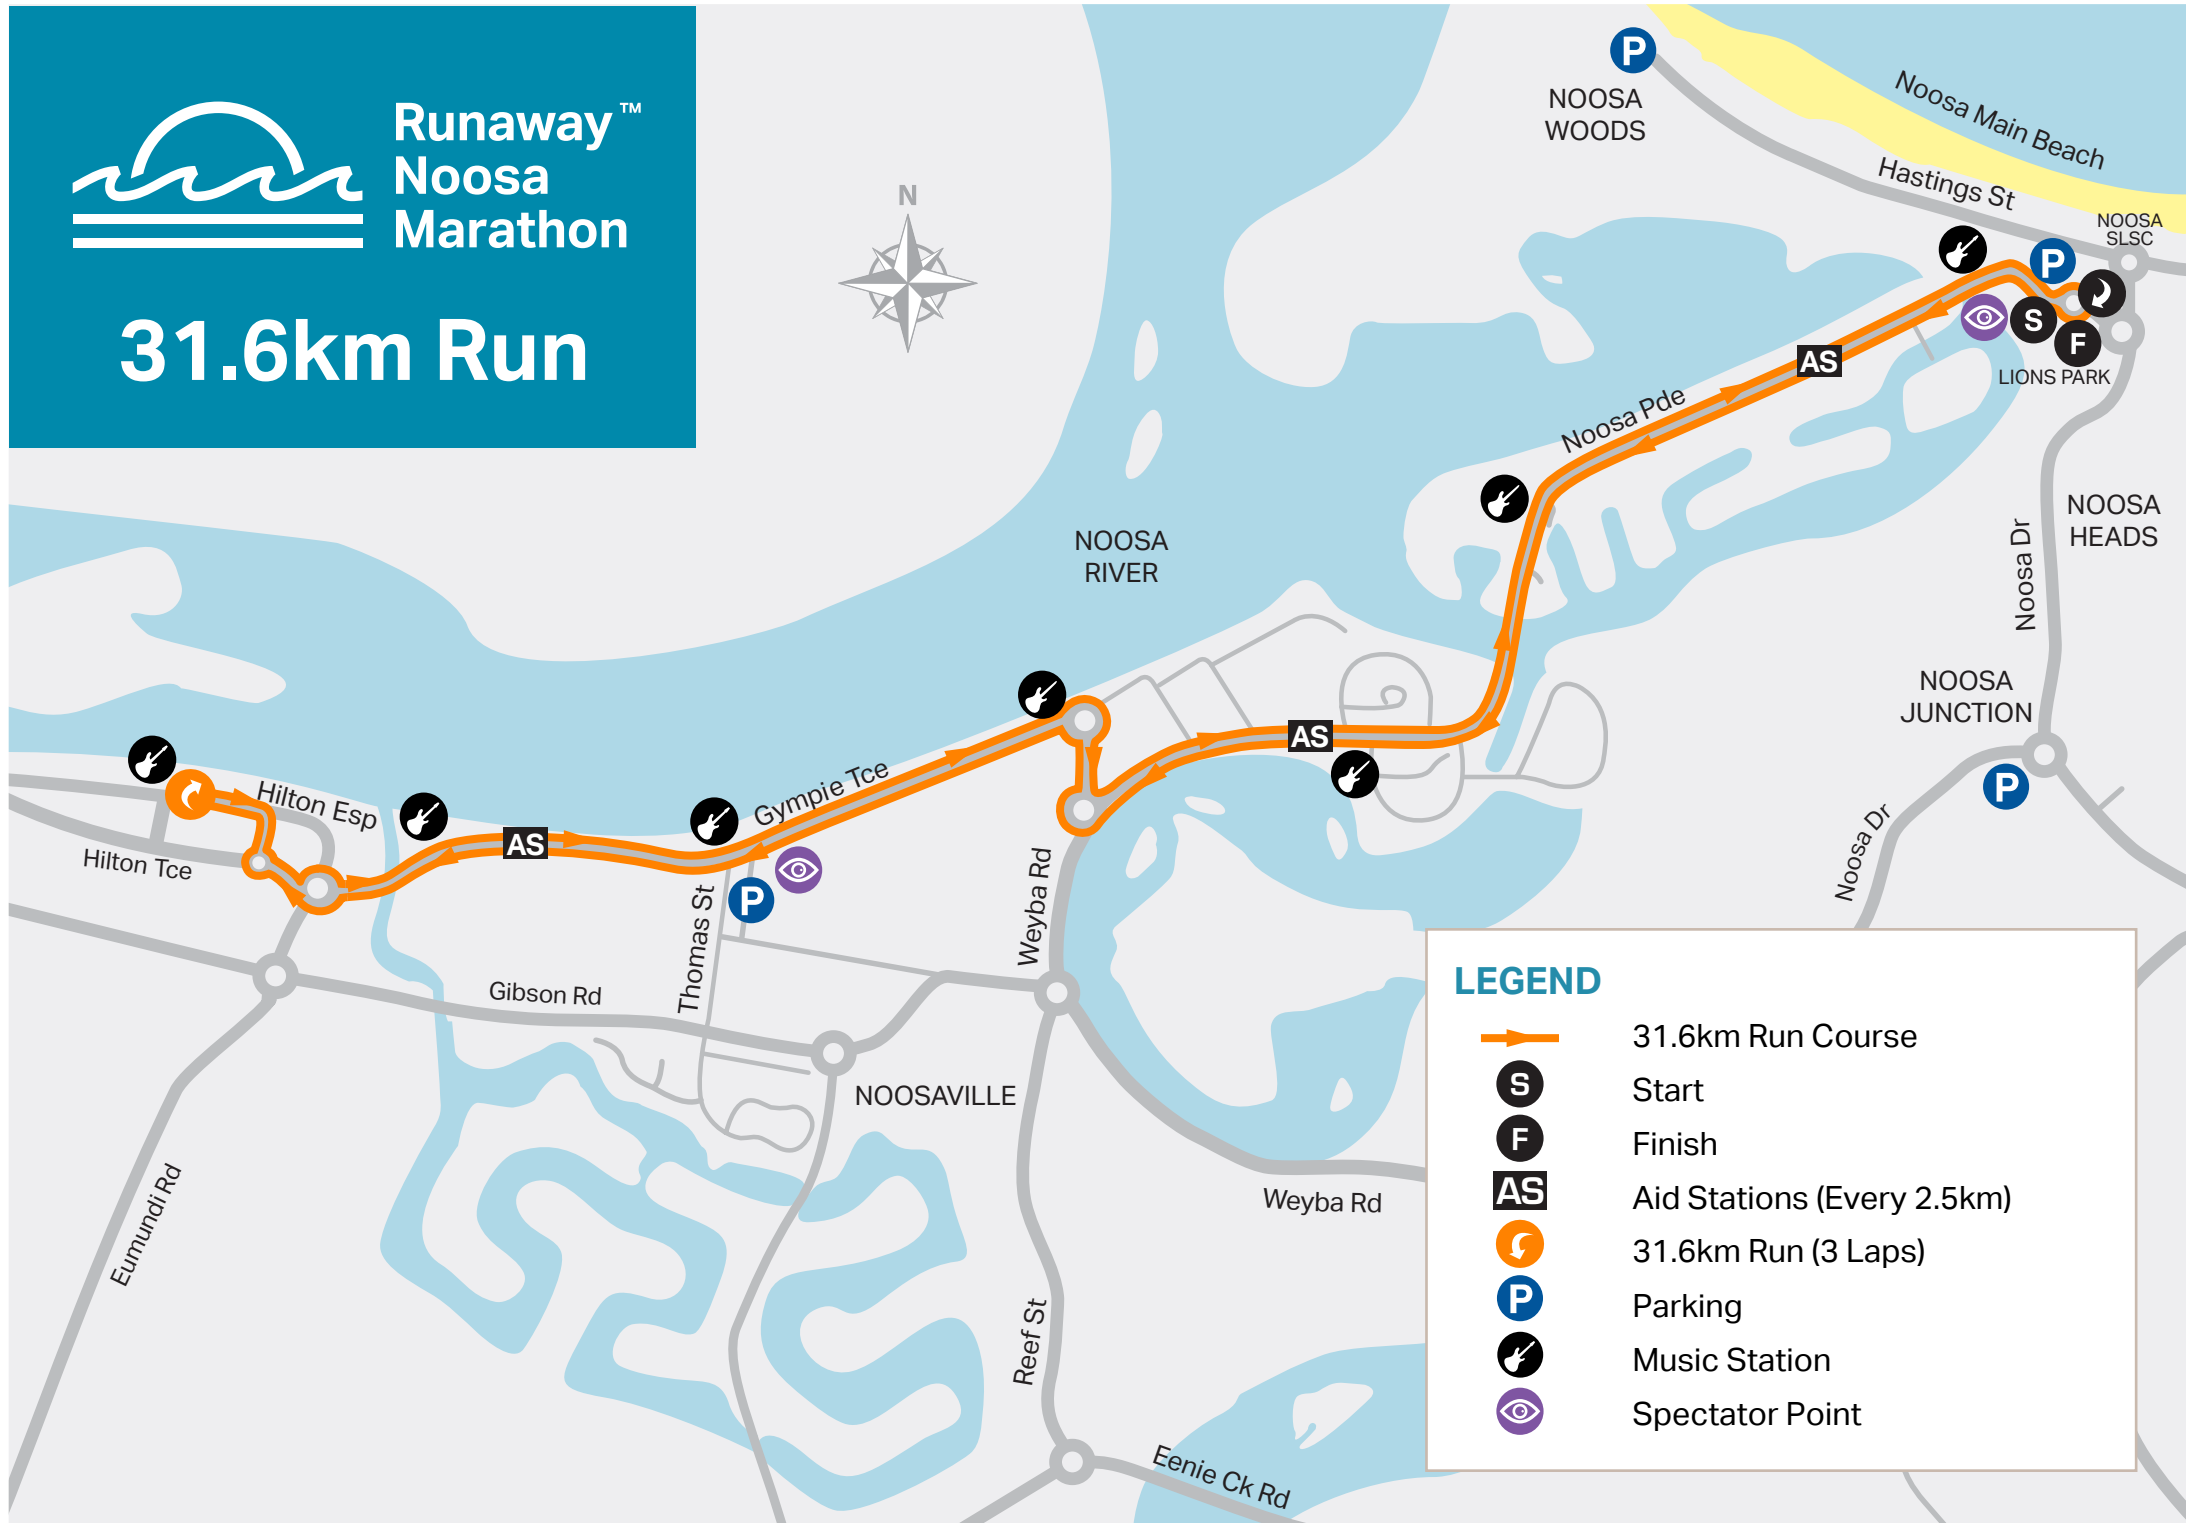 Runaway™
Noosa
Marathon
31.6km Run
N
P
NOOSA
WOODS
Noosa Main Beach
Hastings St
NOOSA
SLSC
P
S
F
LIONS PARK
AS
Noosa Pde
NOOSA
HEADS
Noosa Dr
NOOSA
RIVER
NOOSA
JUNCTION
P
Noosa Dr
AS
Gympie Tce
Hilton Esp
Hilton Tce
AS
P
Thomas St
Weyba Rd
Gibson Rd
NOOSAVILLE
Eumundi Rd
Weyba Rd
Reef St
Eenie Ck Rd
LEGEND
31.6km Run Course
S Start
F Finish
AS Aid Stations (Every 2.5km)
31.6km Run (3 Laps)
P Parking
Music Station
Spectator Point